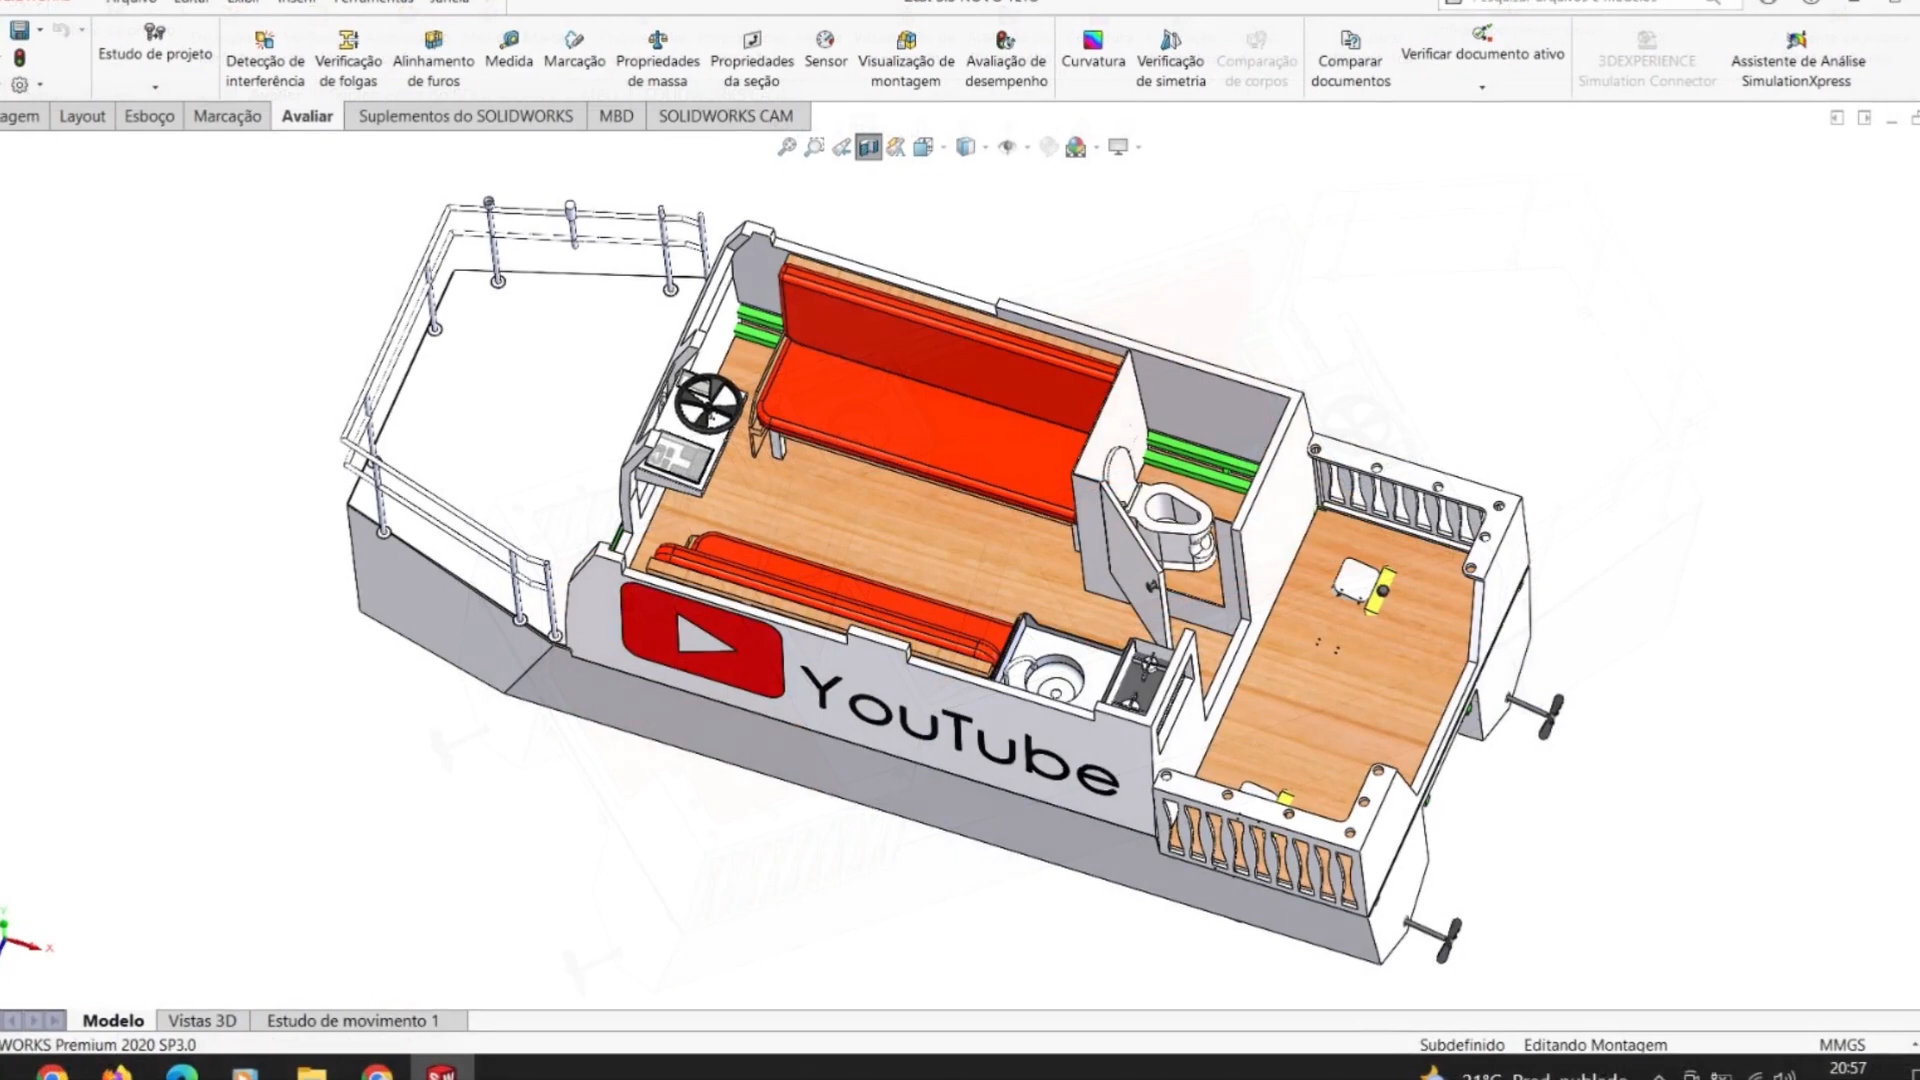 Estudo de projeto
Detecção de interferência
Verificação de folgas
Alinhamento de furos
Medida
Marcação
Propriedades de massa
Propriedades da seção
Sensor
Visualização de montagem
Avaliação de desempenho
Curvatura
Verificação de simetria
Comparação de corpos
Comparar documentos
Verificar documento ativo
3DEXPERIENCE Simulation Connector
Assistente de Análise SimulationXpress
agem Layout Esboço Marcação Avaliar Suplementos do SOLIDWORKS MBD SOLIDWORKS CAM
YouTube
Y
X
Modelo Vistas 3D Estudo de movimento 1
WORKS Premium 2020 SP3.0
Subdefinido Editando Montagem MMGS
20:57